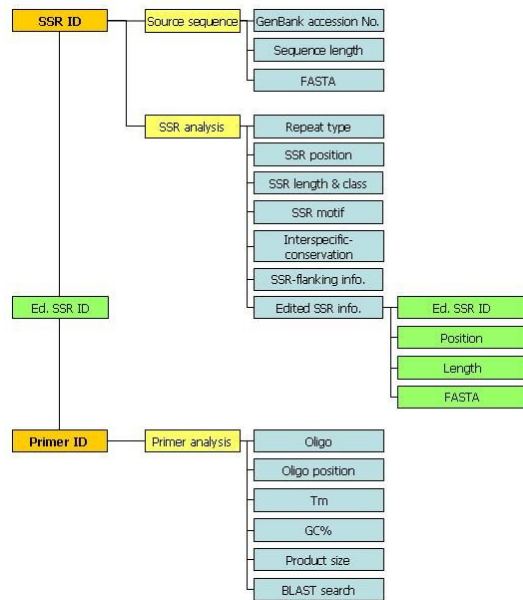 SSR ID
Source sequence
GenBank accession No.
Sequence length
FASTA
SSR analysis
Repeat type
SSR position
SSR length & class
SSR motif
Interspecific-
conservation
SSR-flanking info.
Ed. SSR ID
Edited SSR info.
Ed. SSR ID
Position
Length
FASTA
Primer ID
Primer analysis
Oligo
Oligo position
Tm
GC%
Product size
BLAST search